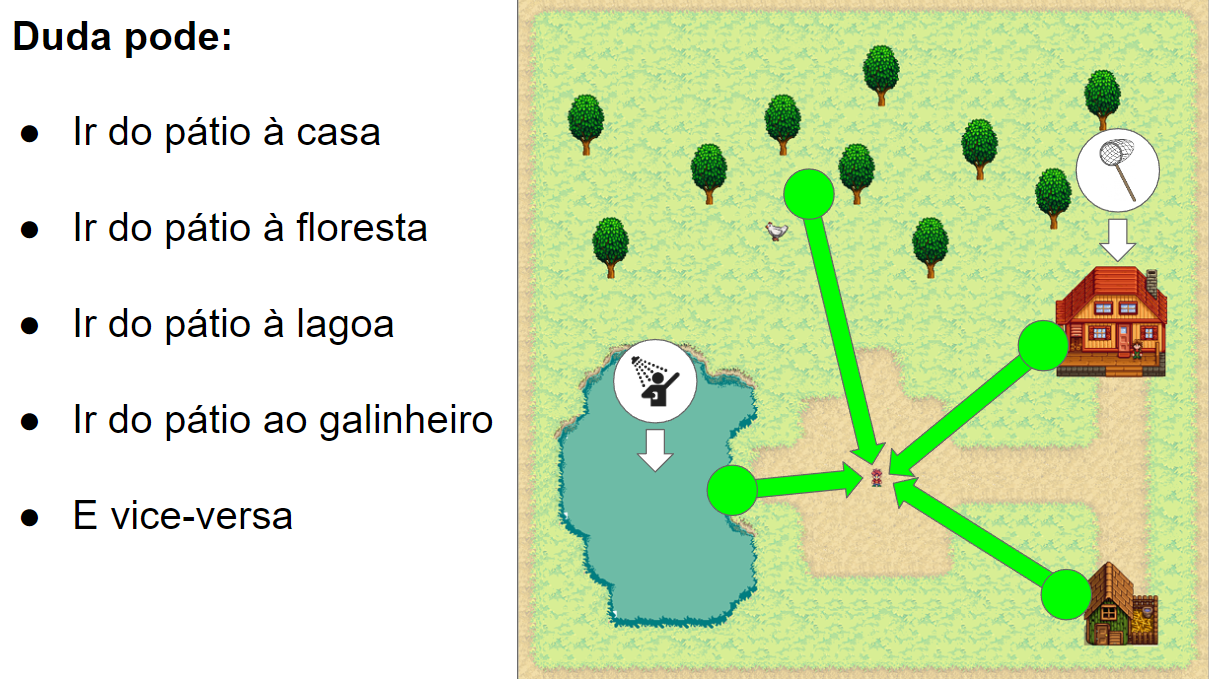 Duda pode:
● Ir do pátio à casa
● Ir do pátio à floresta
● Ir do pátio à lagoa
● Ir do pátio ao galinheiro
● E vice-versa